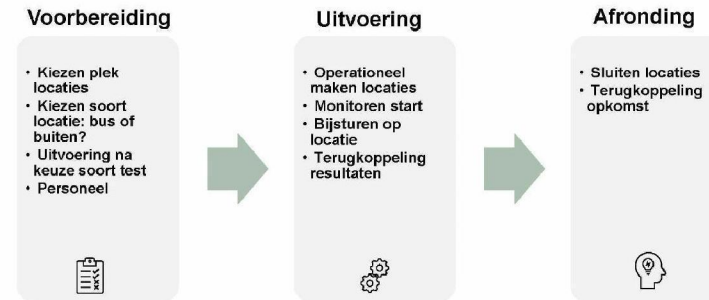 Voorbereiding
• Kiezen plek
locaties
• Kiezen soort
locatie: bus of
buiten?
• Uitvoering na
keuze soort test
• Personeel
Uitvoering
• Operationeel
maken locaties
• Monitoren start
• Bijsturen op
locatie
• Terugkoppeling
resultaten
Afronding
• Sluiten locaties
• Terugkoppeling
opkomst